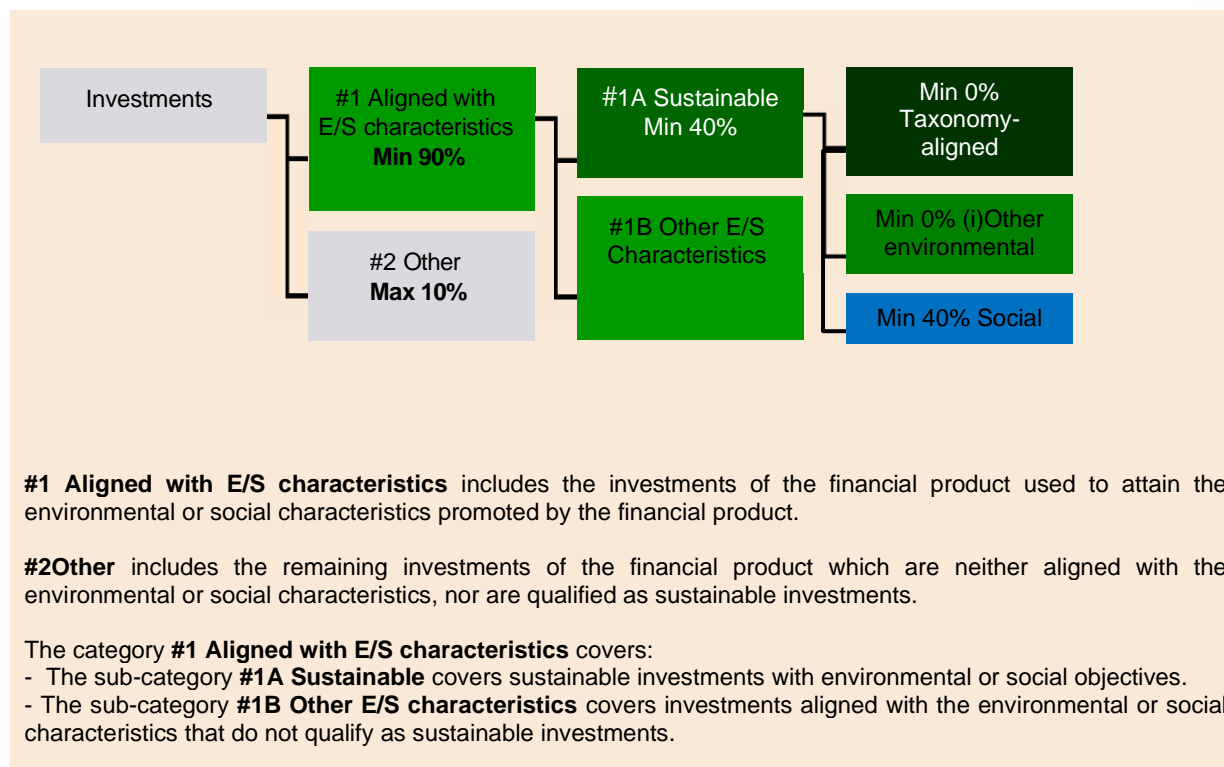 Investments
#1 Aligned with
E/S characteristics
Min 90%
#2 Other
Max 10%
#1A Sustainable
Min 40%
#1B Other E/S
Characteristics
Min 0%
Taxonomy-
aligned
Min 0% (i)Other
environmental
Min 40% Social
#1 Aligned with E/S characteristics includes the investments of the financial product used to attain the
environmental or social characteristics promoted by the financial product.
#2Other includes the remaining investments of the financial product which are neither aligned with the
environmental or social characteristics, nor are qualified as sustainable investments.
The category #1 Aligned with E/S characteristics covers:
- The sub-category #1A Sustainable covers sustainable investments with environmental or social objectives.
- The sub-category #1B Other E/S characteristics covers investments aligned with the environmental or social
characteristics that do not qualify as sustainable investments.